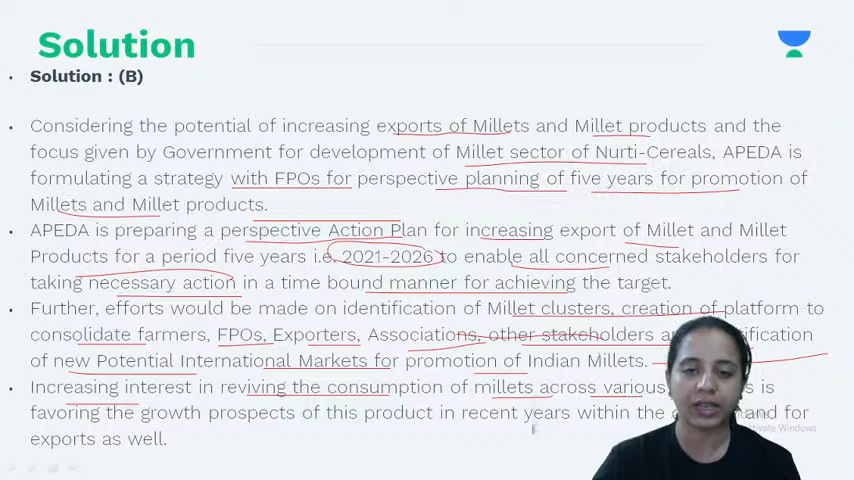 Solution
• Solution : (B)
• Considering the potential of increasing exports of Millets and Millet products and the
focus given by Government for development of Millet sector of Nurti-Cereals, APEDA is
formulating a strategy with FPOs for perspective planning of five years for promotion of
Millets and Millet products.
• APEDA is preparing a perspective Action Plan for increasing export of Millet and Millet
Products for a period five years i.e. 2021-2026 to enable all concerned stakeholders for
taking necessary action in a time bound manner for achieving the target.
• Further, efforts would be made on identification of Millet clusters, creation of platform to
consolidate farmers, FPOs, Exporters, Associations, other stakeholders
of new Potential International Markets for promotion of Indian Millets.
• Increasing interest in reviving the consumption of millets across various is
favoring the growth prospects of this product in recent years within the for
exports as well.